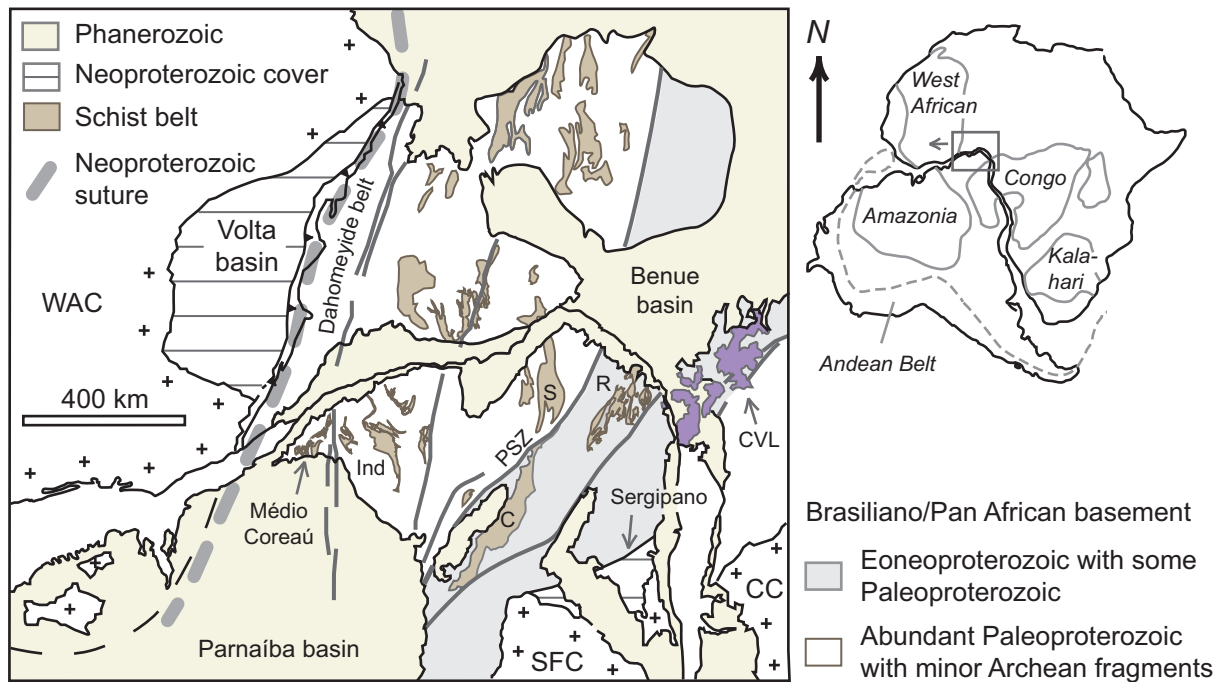 Phanerozoic
Neoproterozoic cover
Schist belt
Neoproterozoic
suture
Volta
basin
Dahomeyide belt
WAC
400 km
Benue
basin
S
R
PSZ
CVL
Ind
Médio
Coreaú
C
Sergipano
CC
Parnaíba basin
SFC
N
West
African
Congo
Amazonia
Kala-
hari
Andean Belt
Brasiliano/Pan African basement
Eoneoproterozoic with some
Paleoproterozoic
Abundant Paleoproterozoic
with minor Archean fragments